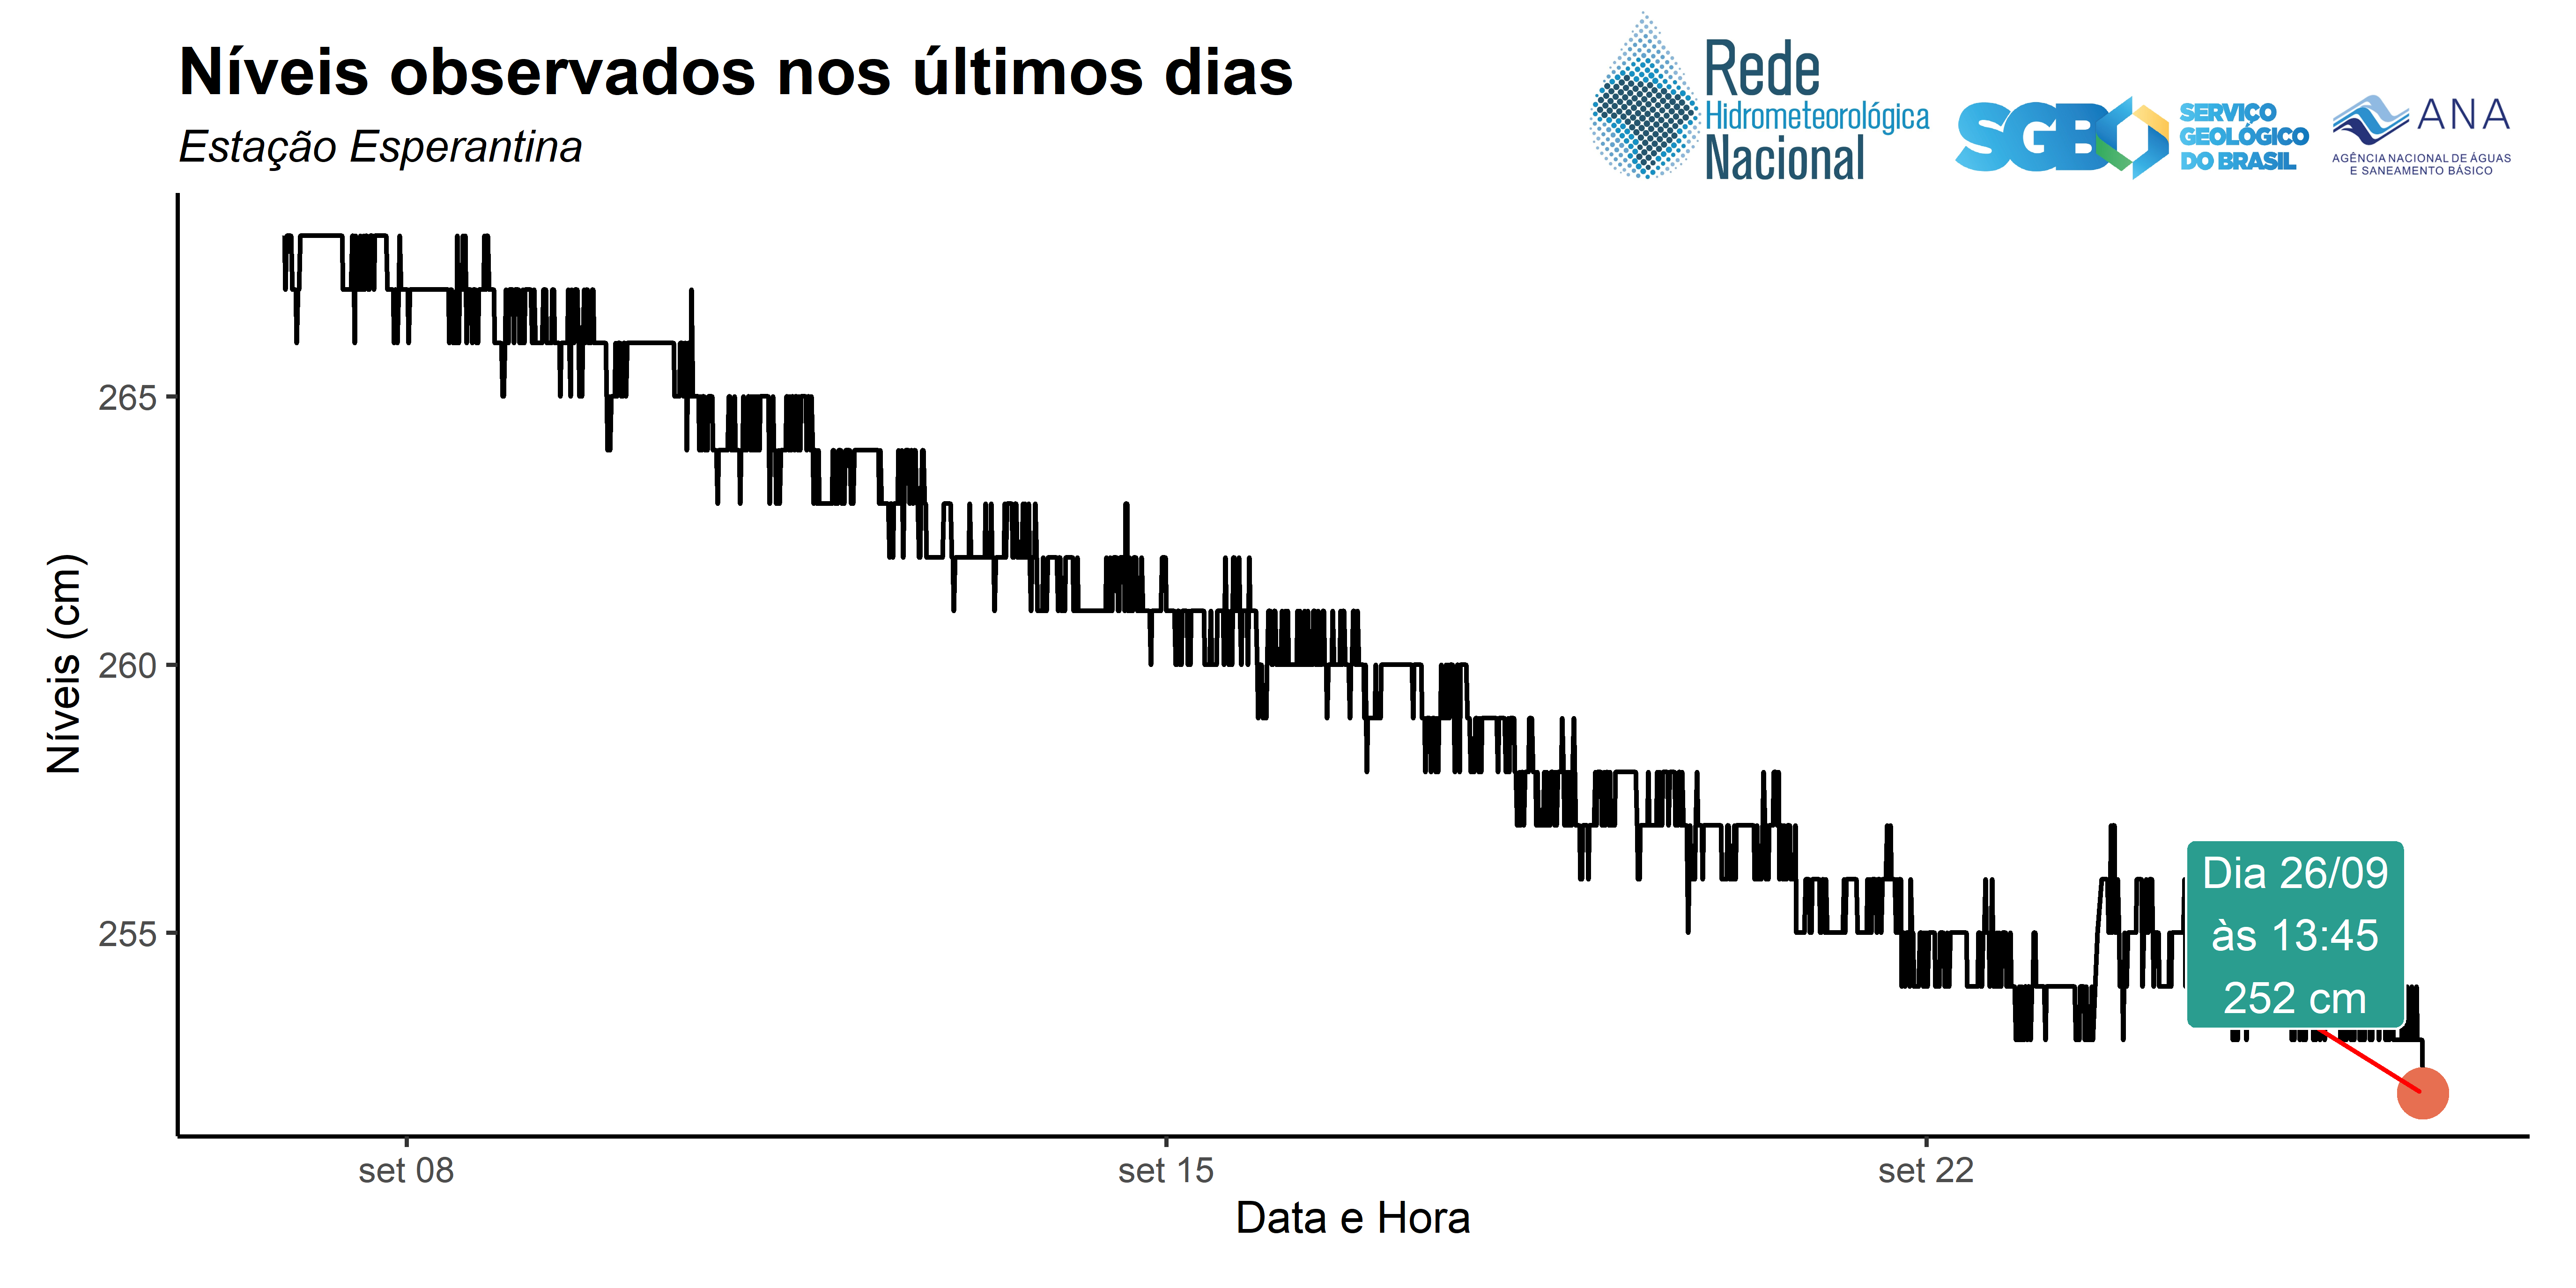 Níveis observados nos últimos dias
Estação Esperantina
Rede
Hidrometeorológica
Nacional
SGB
SERVIÇO
GEOLÓGICO
DO BRASIL
ANA
AGÊNCIA NACIONAL DE ÁGUAS
E SANEAMENTO BÁSICO
Níveis (cm)
265
260
255
Dia 26/09
às 13:45
252 cm
set 08
set 15
set 22
Data e Hora